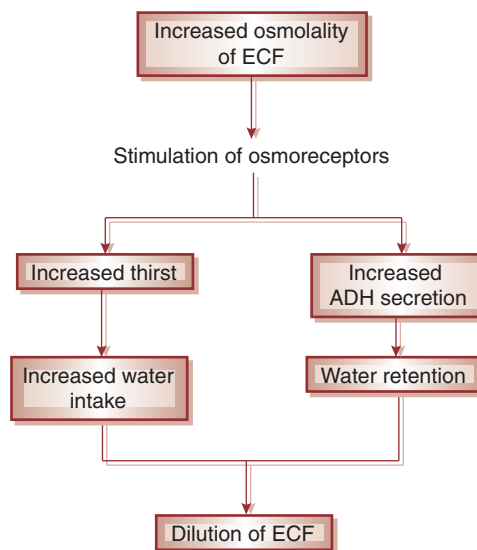 Increased osmolality
of ECF
Stimulation of osmoreceptors
Increased thirst
Increased
ADH secretion
Increased water
intake
Water retention
Dilution of ECF